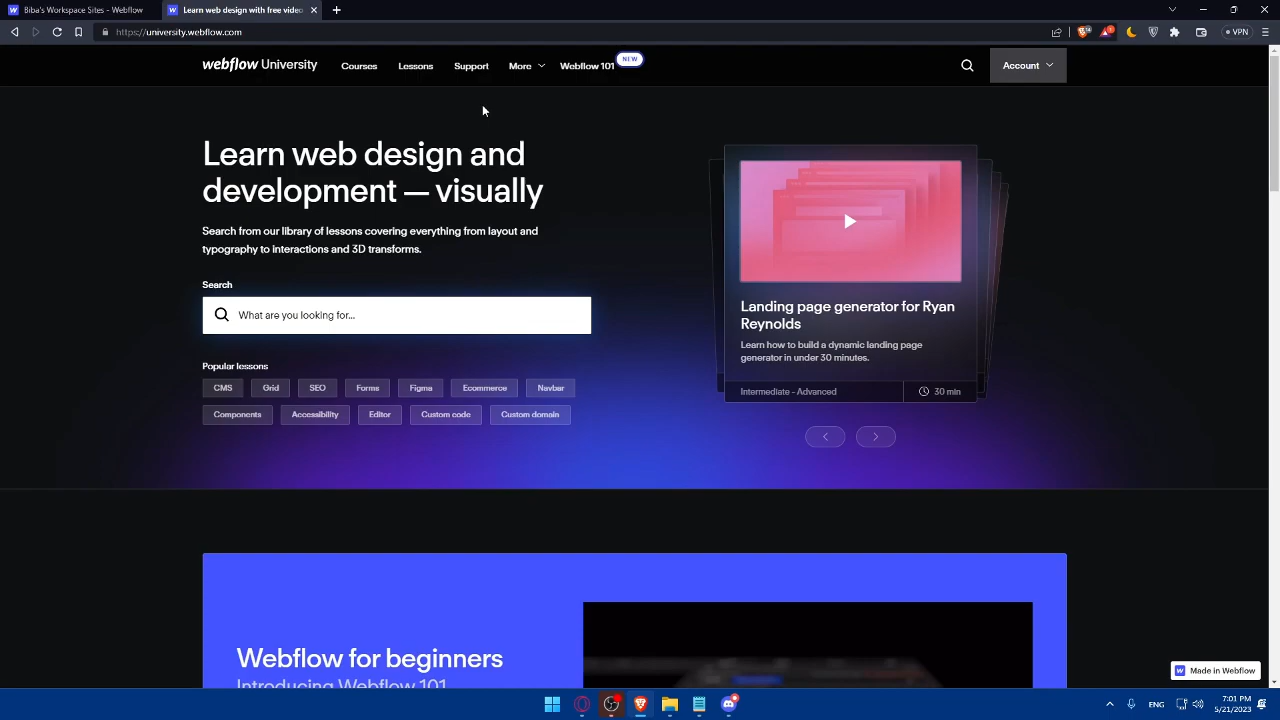 Biba's Workspace Sites - Webflow
Learn web design with free video
https://university.webflow.com
VPN
webflow University
Courses
Lessons
Support
More
Webflow 101
NEW
Account
Learn web design and
development — visually
Search from our library of lessons covering everything from layout and
typography to interactions and 3D transforms.
Search
What are you looking for...
Popular lessons
CMS
Grid
SEO
Forms
Figma
Ecommerce
Navbar
Components
Accessibility
Editor
Custom code
Custom domain
Landing page generator for Ryan
Reynolds
Learn how to build a dynamic landing page
generator in under 30 minutes.
Intermediate - Advanced
30 min
Webflow for beginners
Introducing Webflow 101
Made in Webflow
ENG
7:01 PM
5/21/2023